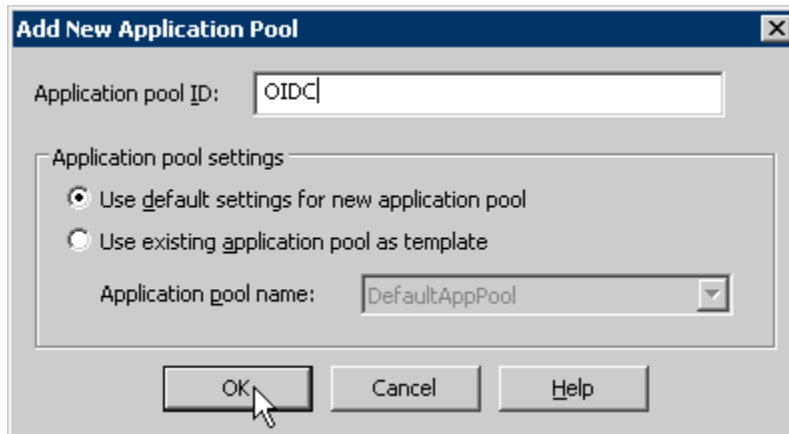 Add New Application Pool
Application pool ID: OIDC
Application pool settings
Use default settings for new application pool
Use existing application pool as template
Application pool name: DefaultAppPool
OK Cancel Help